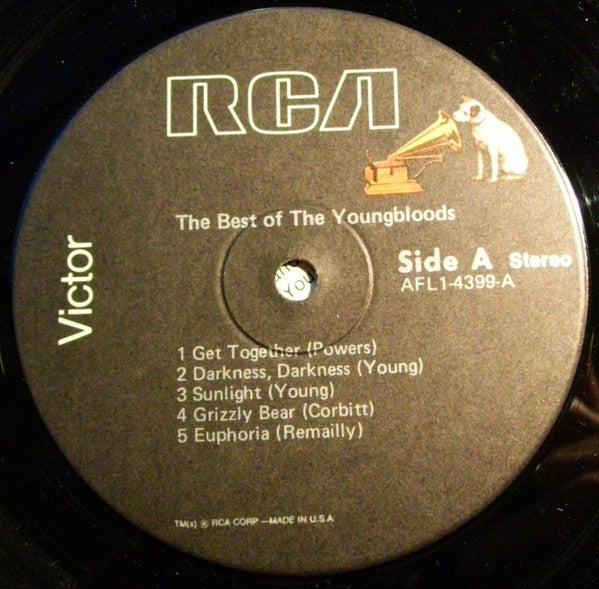 RCA
Victor
The Best of The Youngbloods
Side A Stereo
AFL1-4399-A
You
1 Get Together (Powers)
2 Darkness, Darkness (Young)
3 Sunlight (Young)
4 Grizzly Bear (Corbitt)
5 Euphoria (Remailly)
TM(s) ® RCA CORP —MADE IN U.S.A